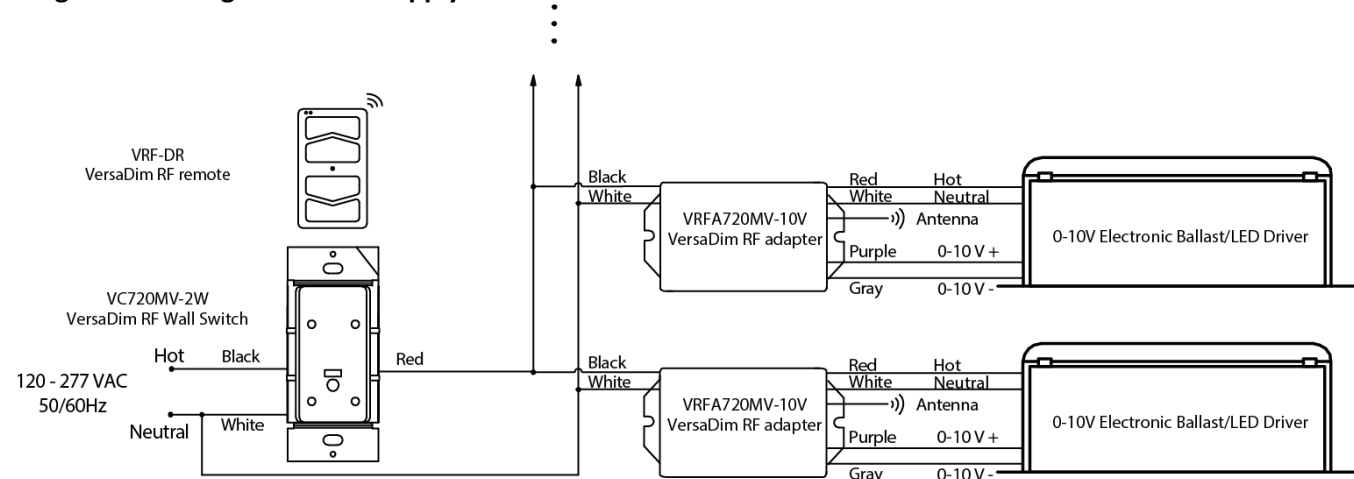 VRF-DR
VersaDim RF remote
VC720MV-2W
VersaDim RF Wall Switch
Hot Black
Red
120 - 277 VAC
50/60Hz
Neutral White
Black
White
VRFA720MV-10V
VersaDim RF adapter
Red Hot
White Neutral
Antenna
Purple 0-10 V +
Gray 0-10 V -
0-10V Electronic Ballast/LED Driver
Black
White
VRFA720MV-10V
VersaDim RF adapter
Red Hot
White Neutral
Antenna
Purple 0-10 V +
Gray 0-10 V -
0-10V Electronic Ballast/LED Driver